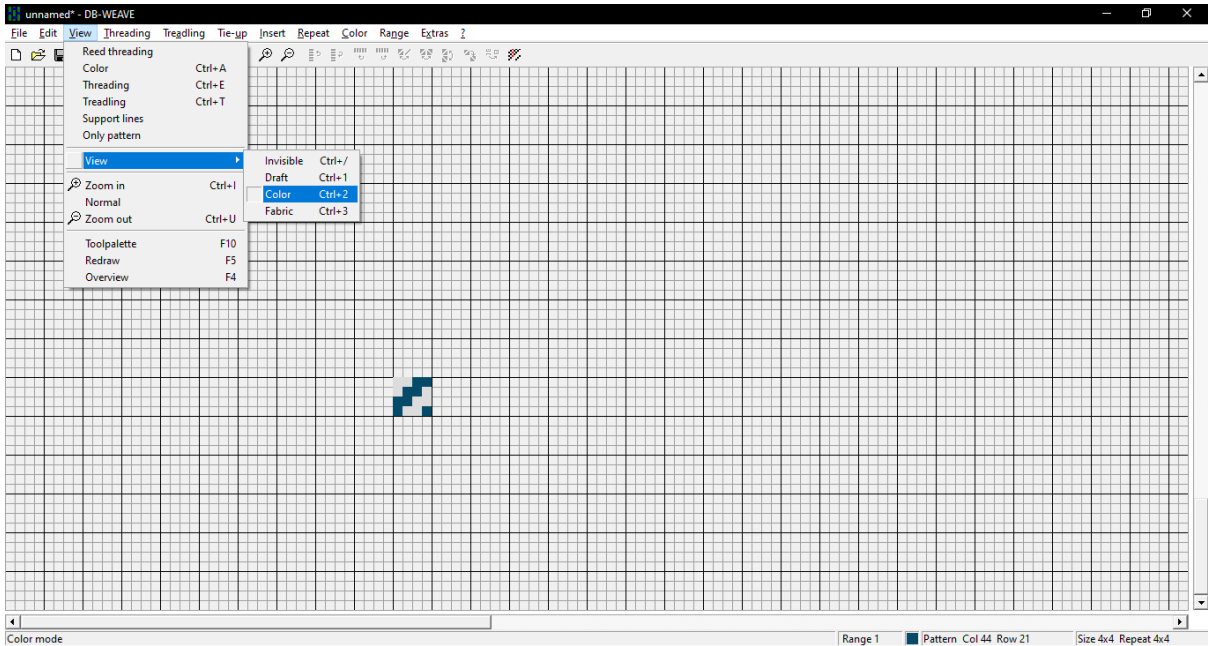 unnamed* - DB-WEAVE
File Edit View Threading Treadling Tie-up Insert Repeat Color Range Extras ?
Reed threading
Color Ctrl+A
Threading Ctrl+E
Treadling Ctrl+T
Support lines
Only pattern
View
Invisible Ctrl+/
Draft Ctrl+1
Color Ctrl+2
Fabric Ctrl+3
Zoom in Ctrl+I
Normal
Zoom out Ctrl+U
Toolpalette F10
Redraw F5
Overview F4
Color mode Range 1 Pattern Col 44 Row 21 Size 4x4 Repeat 4x4